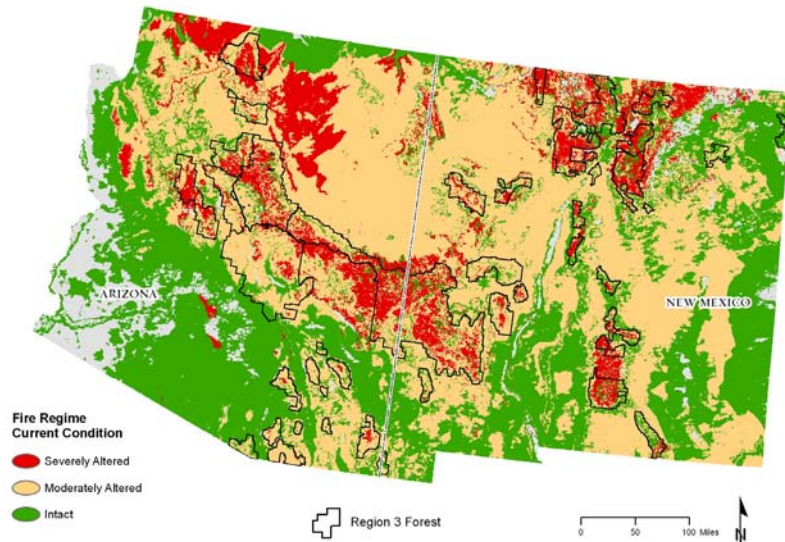 ARIZONA
NEW MEXICO
Fire Regime
Current Condition
Severely Altered
Moderately Altered
Intact
Region 3 Forest
0 50 100 Miles
N